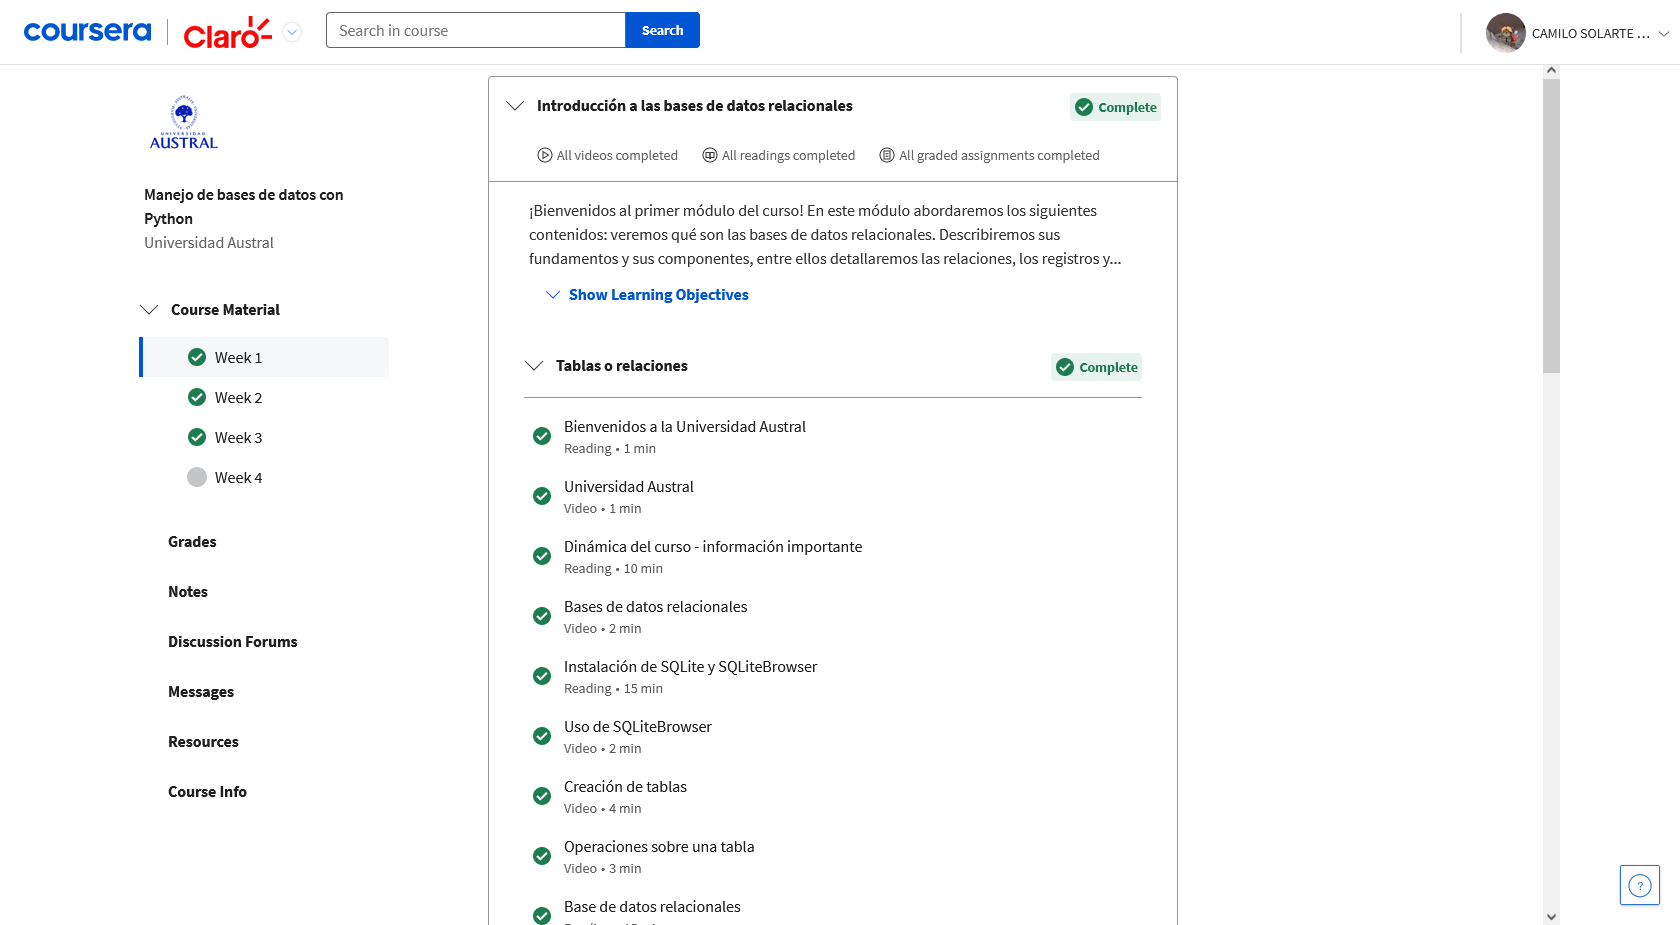 coursera
Claro
Search in course
Search
CAMILO SOLARTE ...
UNIVERSIDAD
AUSTRAL
Manejo de bases de datos con
Python
Universidad Austral
Course Material
Week 1
Week 2
Week 3
Week 4
Grades
Notes
Discussion Forums
Messages
Resources
Course Info
Introducción a las bases de datos relacionales
Complete
All videos completed
All readings completed
All graded assignments completed
¡Bienvenidos al primer módulo del curso! En este módulo abordaremos los siguientes
contenidos: veremos qué son las bases de datos relacionales. Describiremos sus
fundamentos y sus componentes, entre ellos detallaremos las relaciones, los registros y...
Show Learning Objectives
Tablas o relaciones
Complete
Bienvenidos a la Universidad Austral
Reading • 1 min
Universidad Austral
Video • 1 min
Dinámica del curso - información importante
Reading • 10 min
Bases de datos relacionales
Video • 2 min
Instalación de SQLite y SQLiteBrowser
Reading • 15 min
Uso de SQLiteBrowser
Video • 2 min
Creación de tablas
Video • 4 min
Operaciones sobre una tabla
Video • 3 min
Base de datos relacionales
?